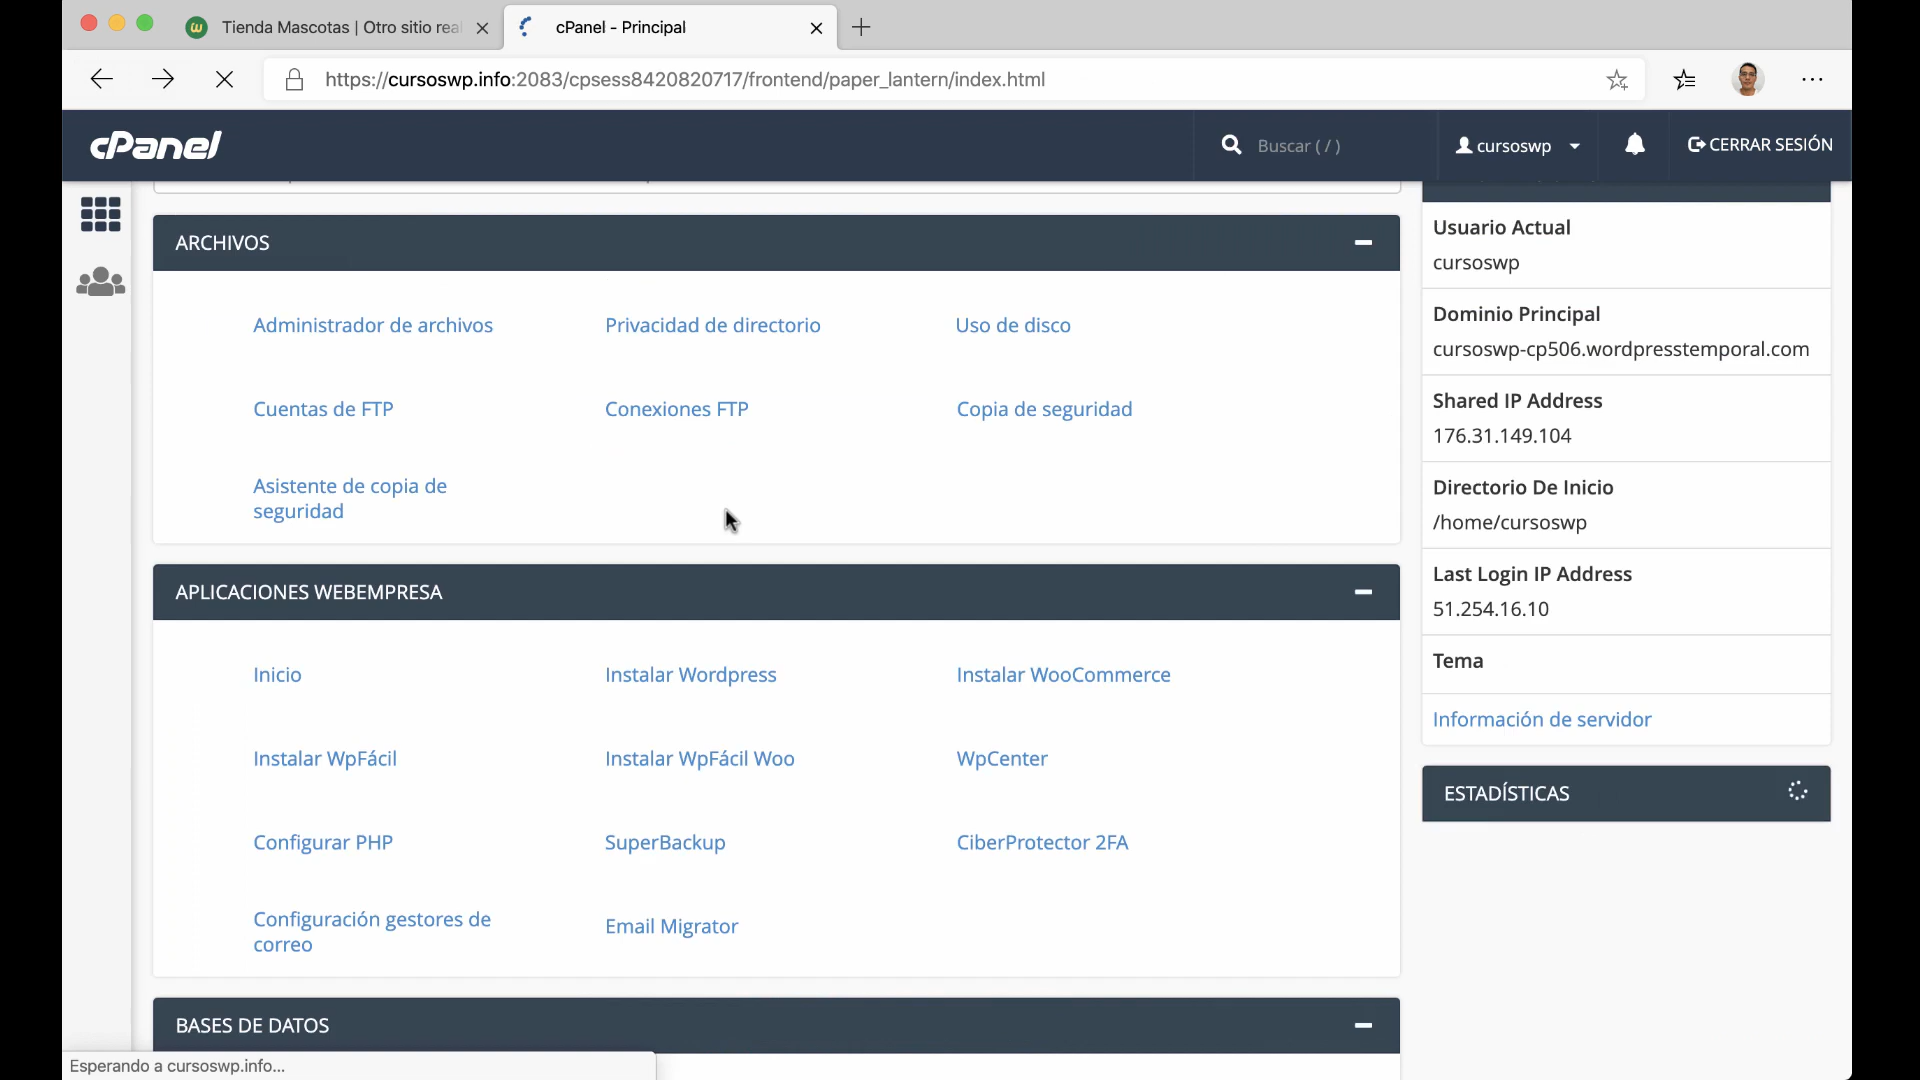 Tienda Mascotas | Otro sitio rea
cPanel - Principal
https://cursoswp.info:2083/cpsess8420820717/frontend/paper_lantern/index.html
cPanel
Buscar ( / )
cursoswp
CERRAR SESIÓN
ARCHIVOS
Administrador de archivos
Privacidad de directorio
Uso de disco
Cuentas de FTP
Conexiones FTP
Copia de seguridad
Asistente de copia de
seguridad
APLICACIONES WEBEMPRESA
Inicio
Instalar Wordpress
Instalar WooCommerce
Instalar WpFácil
Instalar WpFácil Woo
WpCenter
Configurar PHP
SuperBackup
CiberProtector 2FA
Configuración gestores de
correo
Email Migrator
BASES DE DATOS
Usuario Actual
cursoswp
Dominio Principal
cursoswp-cp506.wordpresstemporal.com
Shared IP Address
176.31.149.104
Directorio De Inicio
/home/cursoswp
Last Login IP Address
51.254.16.10
Tema
Información de servidor
ESTADÍSTICAS
Esperando a cursoswp.info...